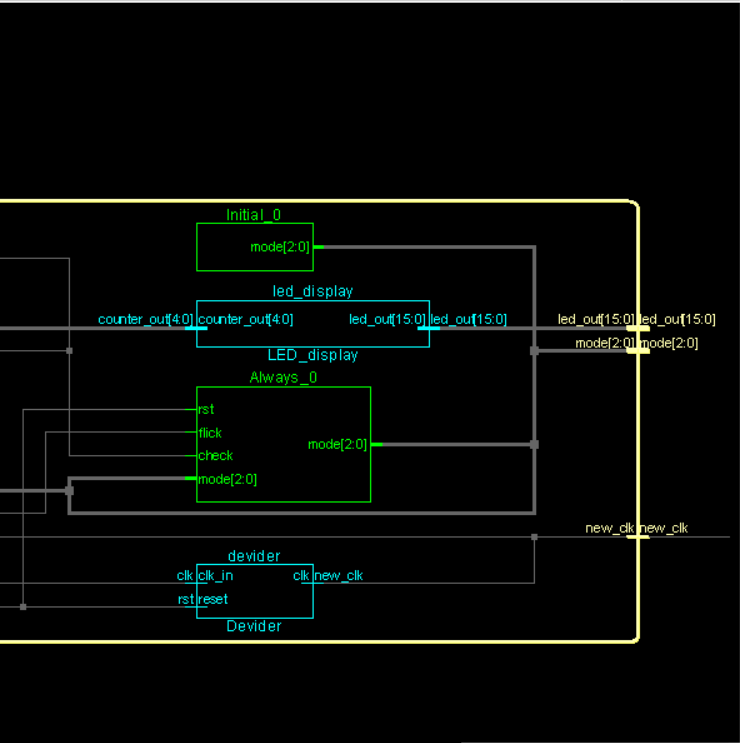 Initial_0
mode[2:0]
led_display
counter_out[4:0] counter_out[4:0] led_out[15:0] led_out[15:0] led_out[15:0] led_out[15:0]
mode[2:0] mode[2:0]
LED_display
Always_0
rst
flick
mode[2:0]
check
mode[2:0]
new_clk new_clk
devider
clk clk_in clk new_clk
rst reset
Devider